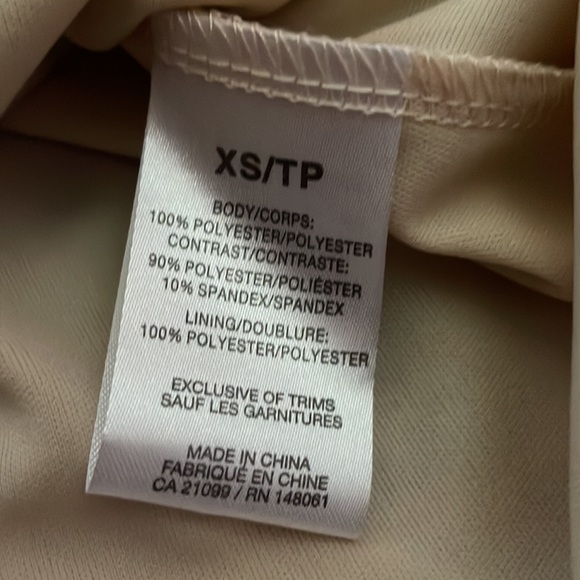 XS/TP
BODY/CORPS:
100% POLYESTER/POLYESTER
CONTRAST/CONTRASTE:
90% POLYESTER/POLIÉSTER
10% SPANDEX/SPANDEX
LINING/DOUBLURE:
100% POLYESTER/POLYESTER
EXCLUSIVE OF TRIMS
SAUF LES GARNITURES
MADE IN CHINA
FABRIQUÉ EN CHINE
CA 21099 / RN 148061